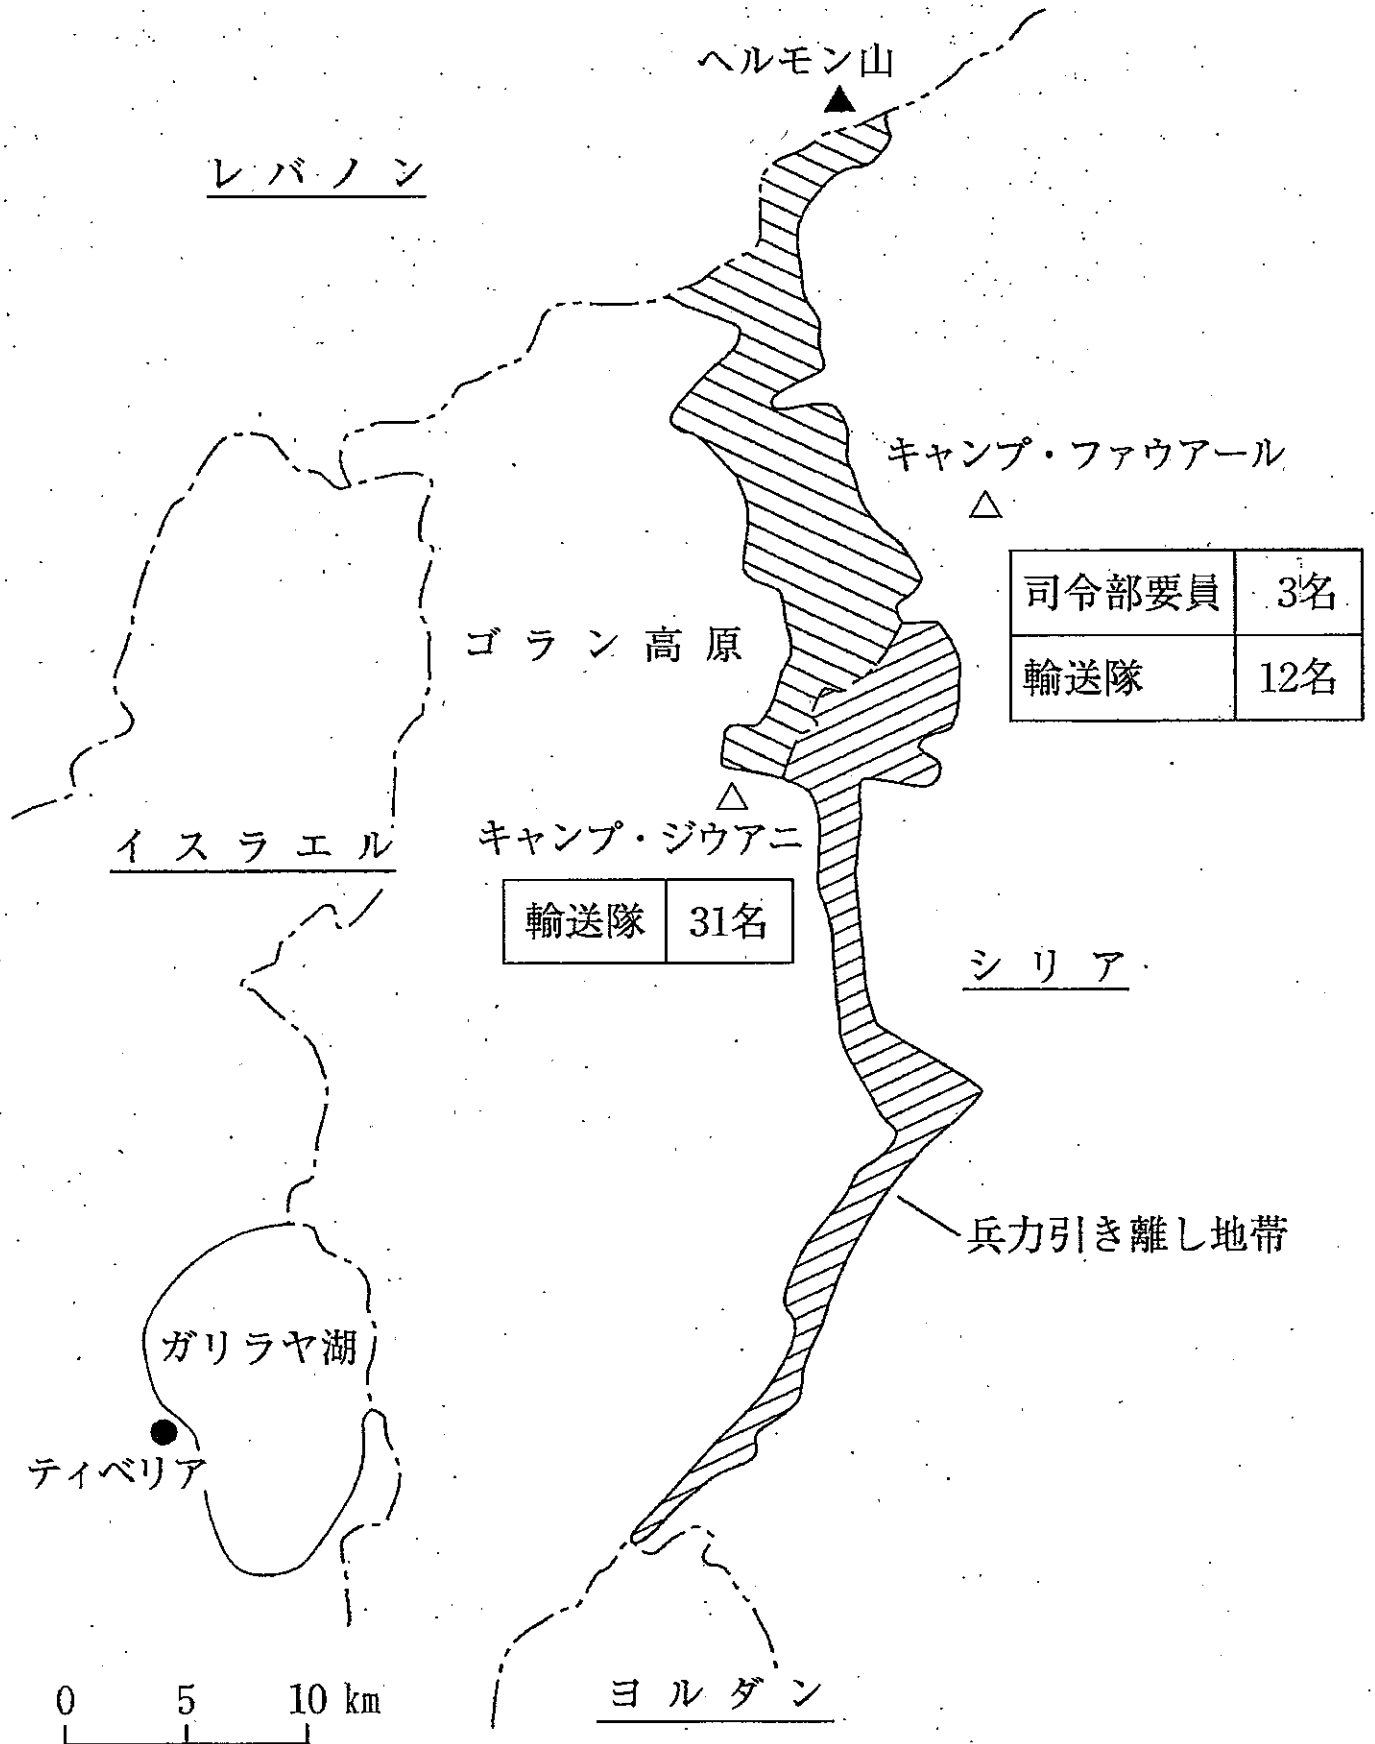 ヘルモン山
レバノン
キャンプ・ファウアール
司令部要員 3名
輸送隊 12名
ゴラン高原
イスラエル
キャンプ・ジウアニ
輸送隊 31名
シリア
兵力引き離し地帯
ガリラヤ湖
ティベリア
ヨルダン
0 5 10 km